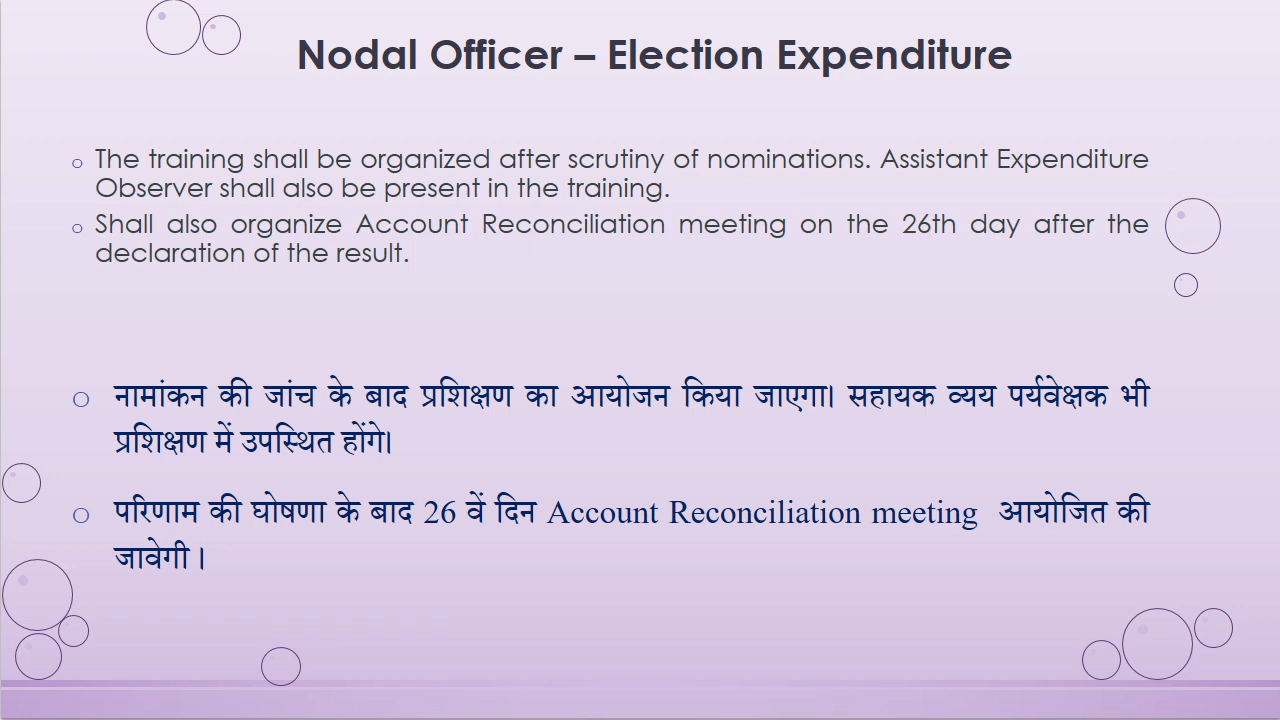 Nodal Officer – Election Expenditure
The training shall be organized after scrutiny of nominations. Assistant Expenditure
Observer shall also be present in the training.
Shall also organize Account Reconciliation meeting on the 26th day after the
declaration of the result.
नामांकन की जांच के बाद प्रशिक्षण का आयोजन किया जाएगा। सहायक व्यय पर्यवेक्षक भी
प्रशिक्षण में उपस्थित होंगे।
परिणाम की घोषणा के बाद 26 वें दिन Account Reconciliation meeting आयोजित की
जावेगी ।